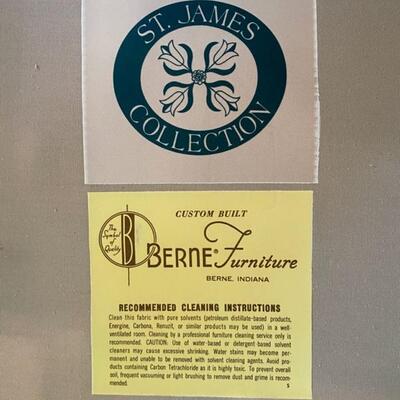 ST. JAMES
COLLECTION
CUSTOM BUILT
The
Symbol
of
Quality
B
BERNE® Furniture
BERNE, INDIANA
RECOMMENDED CLEANING INSTRUCTIONS
Clean this fabric with pure solvents (petroleum distillate-based products,
Energine, Carbona, Renuzit, or similar products may be used) in a well-
ventilated room. Cleaning by a professional furniture cleaning service only is
recommended. CAUTION: Use of water-based or detergent-based solvent
cleaners may cause excessive shrinking. Water stains may become per-
manent and unable to be removed with solvent cleaning agents. Avoid pro-
ducts containing Carbon Tetrachloride as it is highly toxic. To prevent overall
soil, frequent vacuuming or light brushing to remove dust and grime is recom-
mended.
S